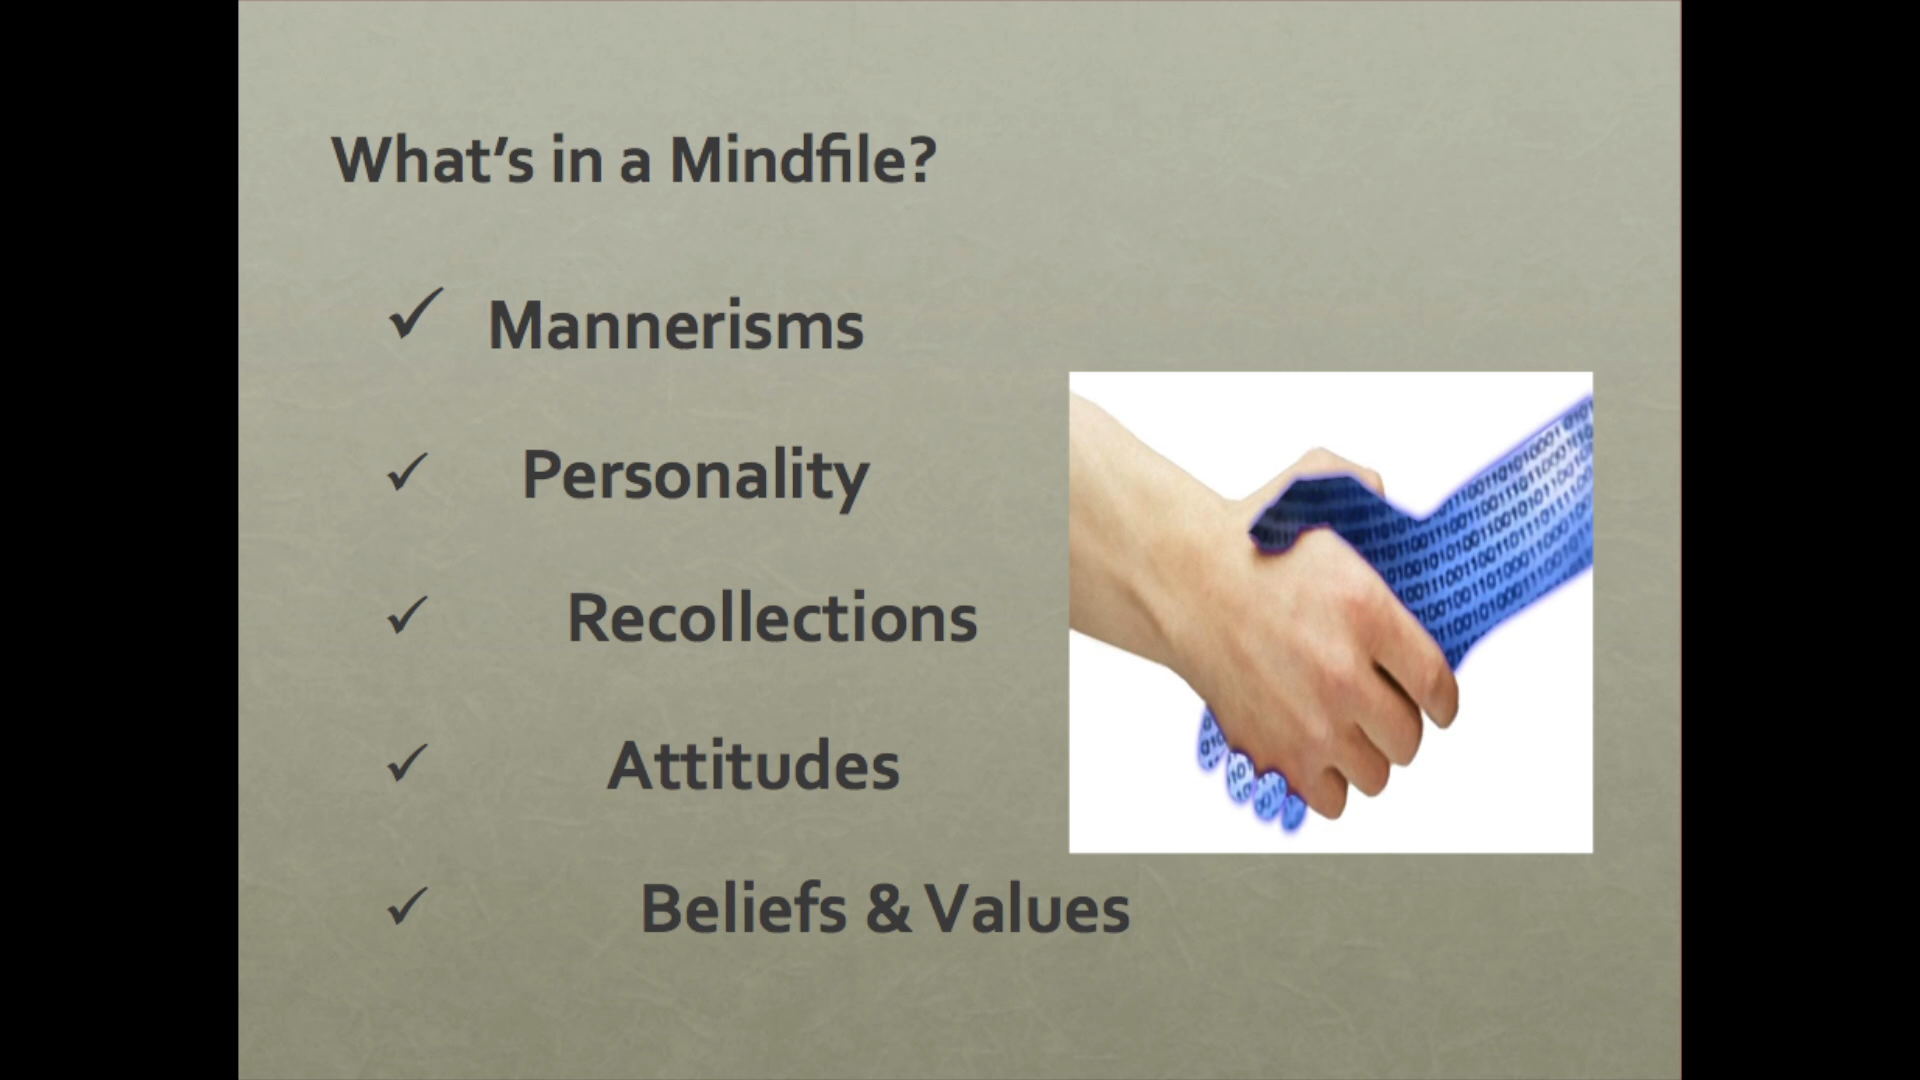 What’s in a Mindfile?
✓ Mannerisms
✓ Personality
✓ Recollections
✓ Attitudes
✓ Beliefs & Values